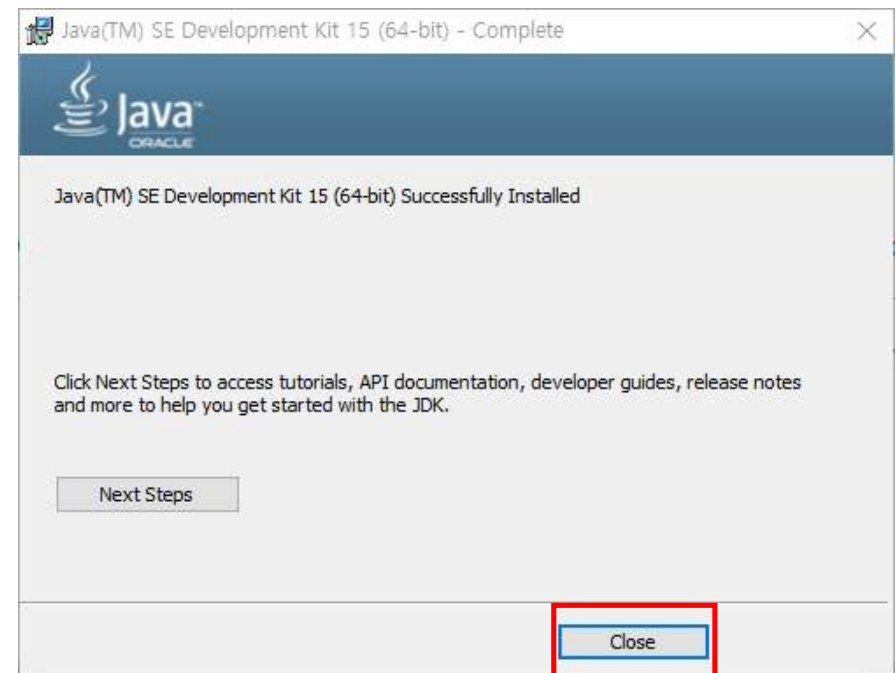 Java(TM) SE Development Kit 15 (64-bit) - Complete
Java™
ORACLE
Java(TM) SE Development Kit 15 (64-bit) Successfully Installed
Click Next Steps to access tutorials, API documentation, developer guides, release notes
and more to help you get started with the JDK.
Next Steps
Close